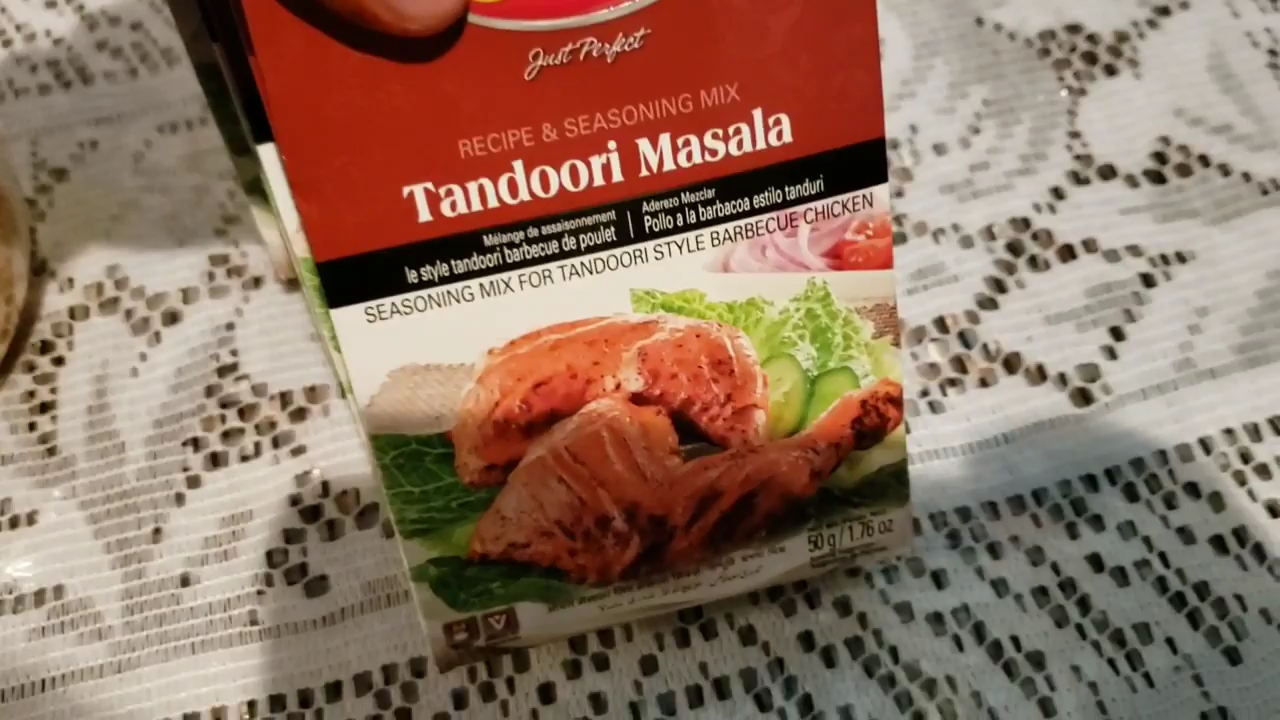 Just Perfect
RECIPE & SEASONING MIX
Tandoori Masala
Mélange de assaisonnement
le style tandoori barbecue de poulet
Aderezo Mezclar
Pollo a la barbacoa estilo tanduri
SEASONING MIX FOR TANDOORI STYLE BARBECUE CHICKEN
50 g / 1.76 oz